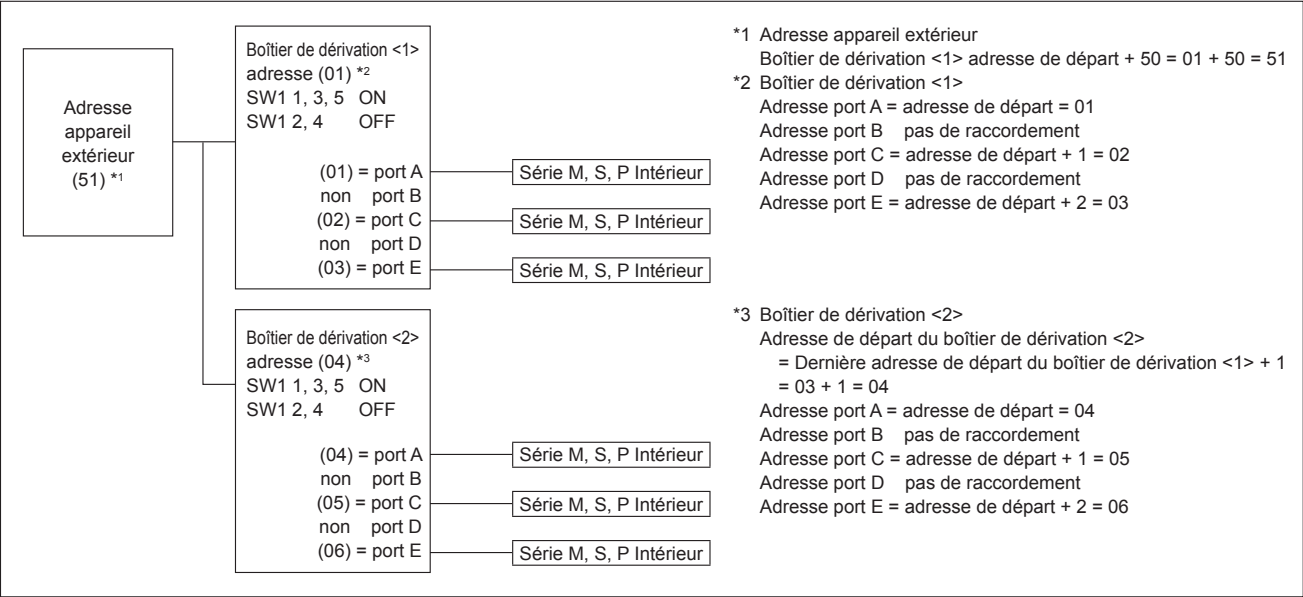 Adresse
appareil
extérieur
(51) *1
Boîtier de dérivation <1>
adresse (01) *2
SW1 1, 3, 5 ON
SW1 2, 4 OFF
(01) = port A
non port B
(02) = port C
non port D
(03) = port E
Série M, S, P Intérieur
Série M, S, P Intérieur
Série M, S, P Intérieur
Boîtier de dérivation <2>
adresse (04) *3
SW1 1, 3, 5 ON
SW1 2, 4 OFF
(04) = port A
non port B
(05) = port C
non port D
(06) = port E
Série M, S, P Intérieur
Série M, S, P Intérieur
Série M, S, P Intérieur
*1 Adresse appareil extérieur
Boîtier de dérivation <1> adresse de départ + 50 = 01 + 50 = 51
*2 Boîtier de dérivation <1>
Adresse port A = adresse de départ = 01
Adresse port B pas de raccordement
Adresse port C = adresse de départ + 1 = 02
Adresse port D pas de raccordement
Adresse port E = adresse de départ + 2 = 03
*3 Boîtier de dérivation <2>
Adresse de départ du boîtier de dérivation <2>
= Dernière adresse de départ du boîtier de dérivation <1> + 1
= 03 + 1 = 04
Adresse port A = adresse de départ = 04
Adresse port B pas de raccordement
Adresse port C = adresse de départ + 1 = 05
Adresse port D pas de raccordement
Adresse port E = adresse de départ + 2 = 06